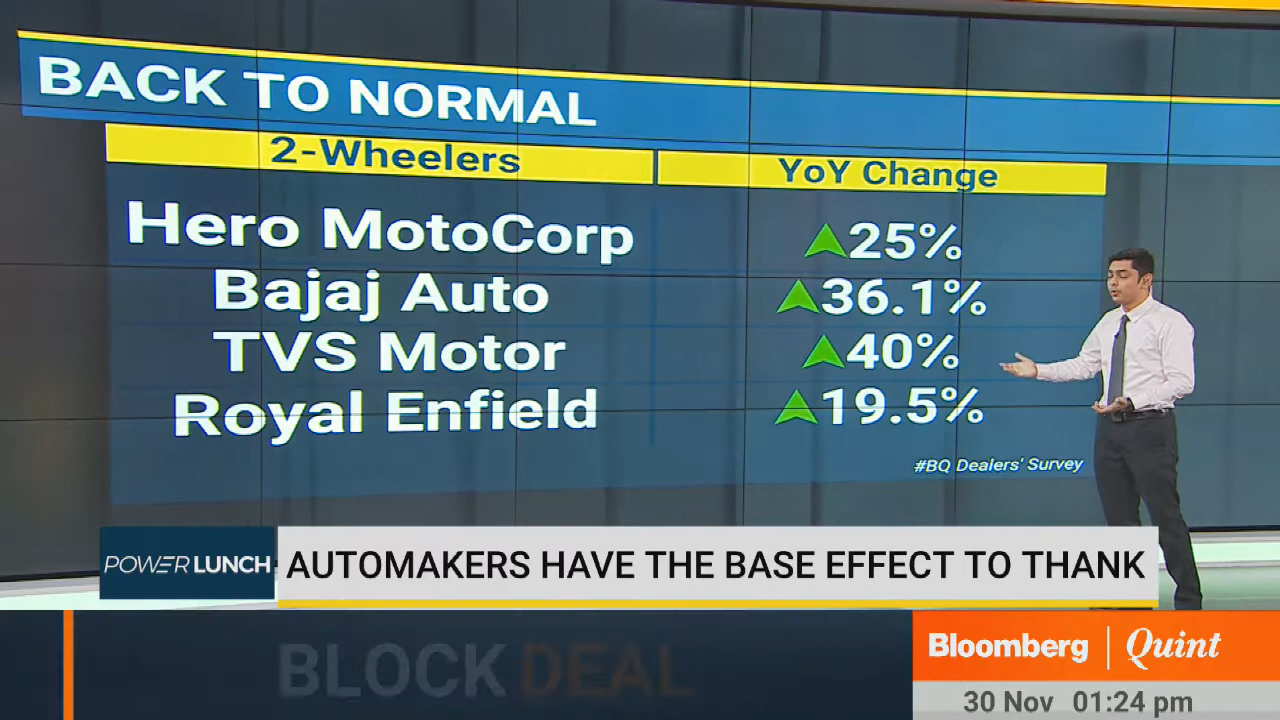 BACK TO NORMAL
2-Wheelers YoY Change
Hero MotoCorp 25%
Bajaj Auto 36.1%
TVS Motor 40%
Royal Enfield 19.5%
#BQ Dealers' Survey
POWER LUNCH AUTOMAKERS HAVE THE BASE EFFECT TO THANK
BLOCK DEAL
Bloomberg | Quint
30 Nov 01:24 pm